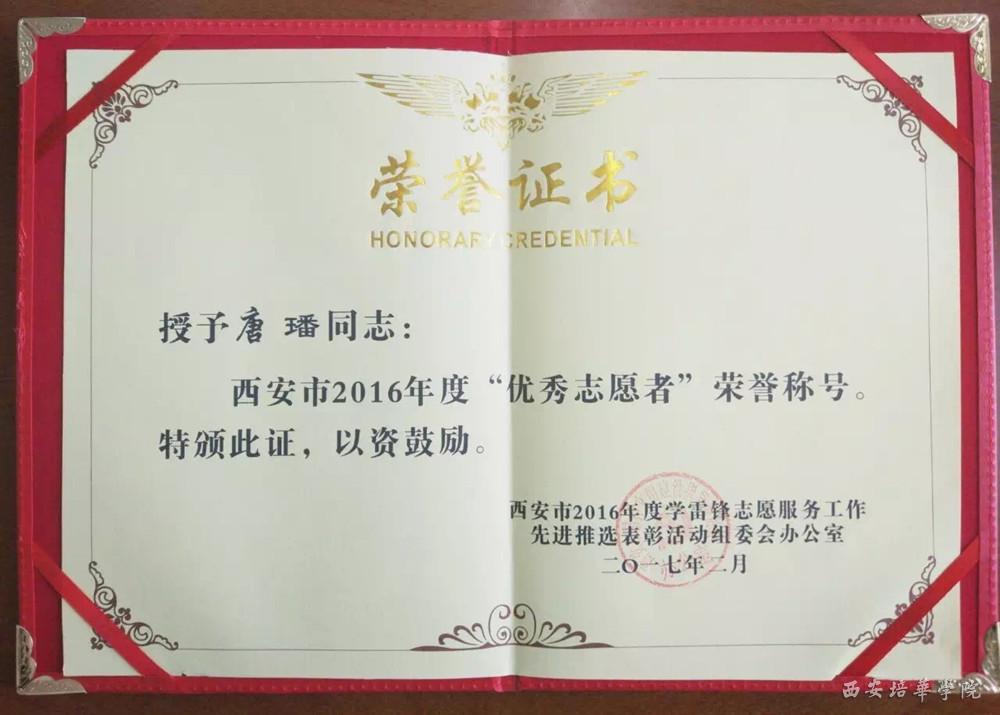 荣誉证书
HONORARY CREDENTIAL
授予唐 璠同志：
西安市2016年度“优秀志愿者”荣誉称号。
特颁此证，以资鼓励。
西安市2016年度学雷锋志愿服务工作
先进推选表彰活动组委会办公室
二〇一七年二月
西安培華学院